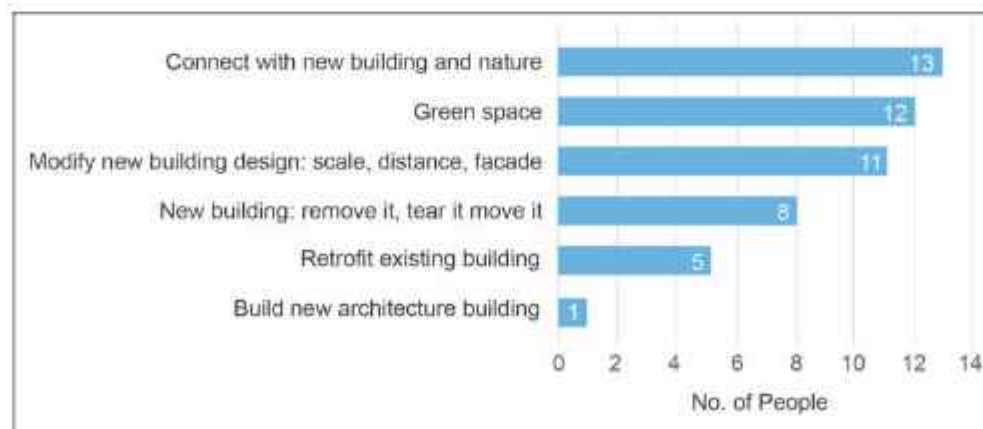 Connect with new building and nature 13
Green space 12
Modify new building design: scale, distance, facade 11
New building: remove it, tear it move it 8
Retrofit existing building 5
Build new architecture building 1
0 2 4 6 8 10 12 14
No. of People